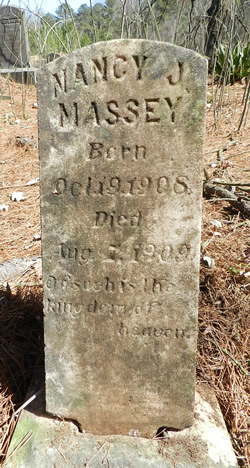 NANCY J.
MASSEY
Born
Oct. 19. 1908.
Died
Aug. 7. 1909.
Of such is the
kingdom of
heaven.